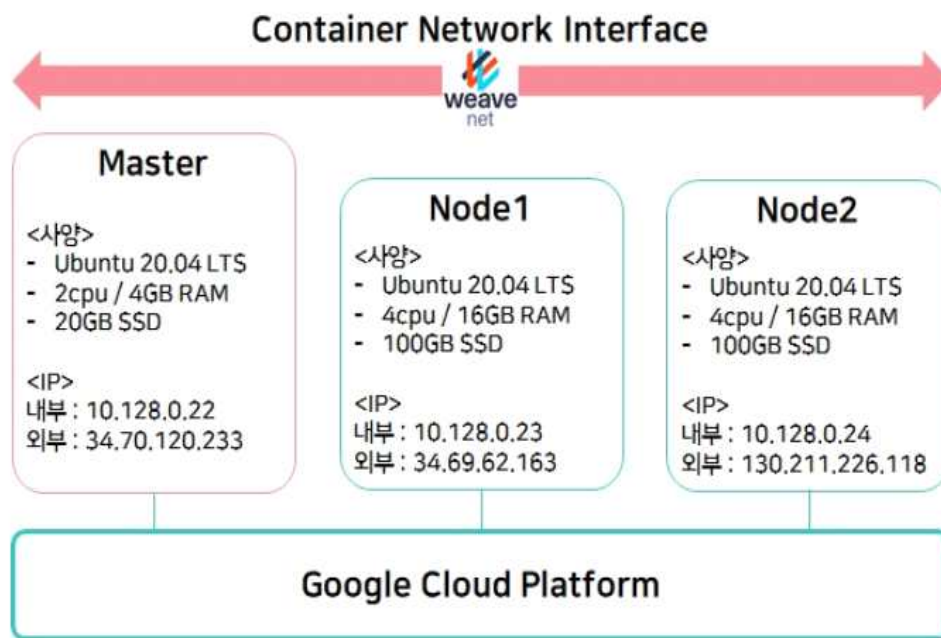 Container Network Interface
weave
net
Master
<사양>
- Ubuntu 20.04 LTS
- 2cpu / 4GB RAM
- 20GB SSD
<IP>
내부 : 10.128.0.22
외부 : 34.70.120.233
Node1
<사양>
- Ubuntu 20.04 LTS
- 4cpu / 16GB RAM
- 100GB SSD
<IP>
내부 : 10.128.0.23
외부 : 34.69.62.163
Node2
<사양>
- Ubuntu 20.04 LTS
- 4cpu / 16GB RAM
- 100GB SSD
<IP>
내부 : 10.128.0.24
외부 : 130.211.226.118
Google Cloud Platform